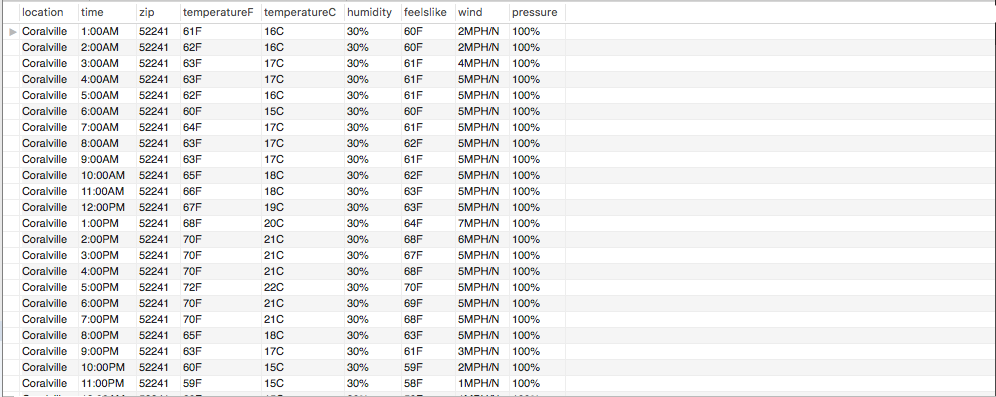 location time zip temperatureF temperatureC humidity feelslike wind pressure
Coralville 1:00AM 52241 61F 16C 30% 60F 2MPH/N 100%
Coralville 2:00AM 52241 62F 16C 30% 60F 2MPH/N 100%
Coralville 3:00AM 52241 63F 17C 30% 61F 4MPH/N 100%
Coralville 4:00AM 52241 63F 17C 30% 61F 5MPH/N 100%
Coralville 5:00AM 52241 62F 16C 30% 61F 5MPH/N 100%
Coralville 6:00AM 52241 60F 15C 30% 60F 5MPH/N 100%
Coralville 7:00AM 52241 64F 17C 30% 61F 5MPH/N 100%
Coralville 8:00AM 52241 63F 17C 30% 62F 5MPH/N 100%
Coralville 9:00AM 52241 63F 17C 30% 61F 5MPH/N 100%
Coralville 10:00AM 52241 65F 18C 30% 62F 5MPH/N 100%
Coralville 11:00AM 52241 66F 18C 30% 63F 5MPH/N 100%
Coralville 12:00PM 52241 67F 19C 30% 63F 5MPH/N 100%
Coralville 1:00PM 52241 68F 20C 30% 64F 7MPH/N 100%
Coralville 2:00PM 52241 70F 21C 30% 68F 6MPH/N 100%
Coralville 3:00PM 52241 70F 21C 30% 67F 5MPH/N 100%
Coralville 4:00PM 52241 70F 21C 30% 68F 5MPH/N 100%
Coralville 5:00PM 52241 72F 22C 30% 70F 5MPH/N 100%
Coralville 6:00PM 52241 70F 21C 30% 69F 5MPH/N 100%
Coralville 7:00PM 52241 70F 21C 30% 68F 5MPH/N 100%
Coralville 8:00PM 52241 65F 18C 30% 63F 5MPH/N 100%
Coralville 9:00PM 52241 63F 17C 30% 61F 3MPH/N 100%
Coralville 10:00PM 52241 60F 15C 30% 59F 2MPH/N 100%
Coralville 11:00PM 52241 59F 15C 30% 58F 1MPH/N 100%